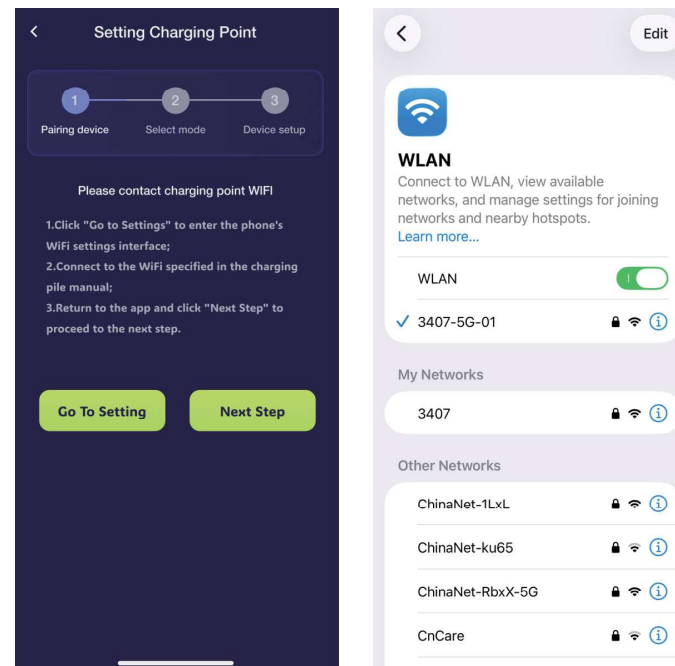 Setting Charging Point
1
2
3
Pairing device
Select mode
Device setup
Please contact charging point WIFI
1.Click "Go to Settings" to enter the phone's
WiFi settings interface;
2.Connect to the WiFi specified in the charging
pile manual;
3.Return to the app and click "Next Step" to
proceed to the next step.
Go To Setting
Next Step
Edit
WLAN
Connect to WLAN, view available
networks, and manage settings for joining
networks and nearby hotspots.
Learn more...
WLAN
3407-5G-01
My Networks
3407
Other Networks
ChinaNet-1LxL
ChinaNet-ku65
ChinaNet-RbxX-5G
CnCare